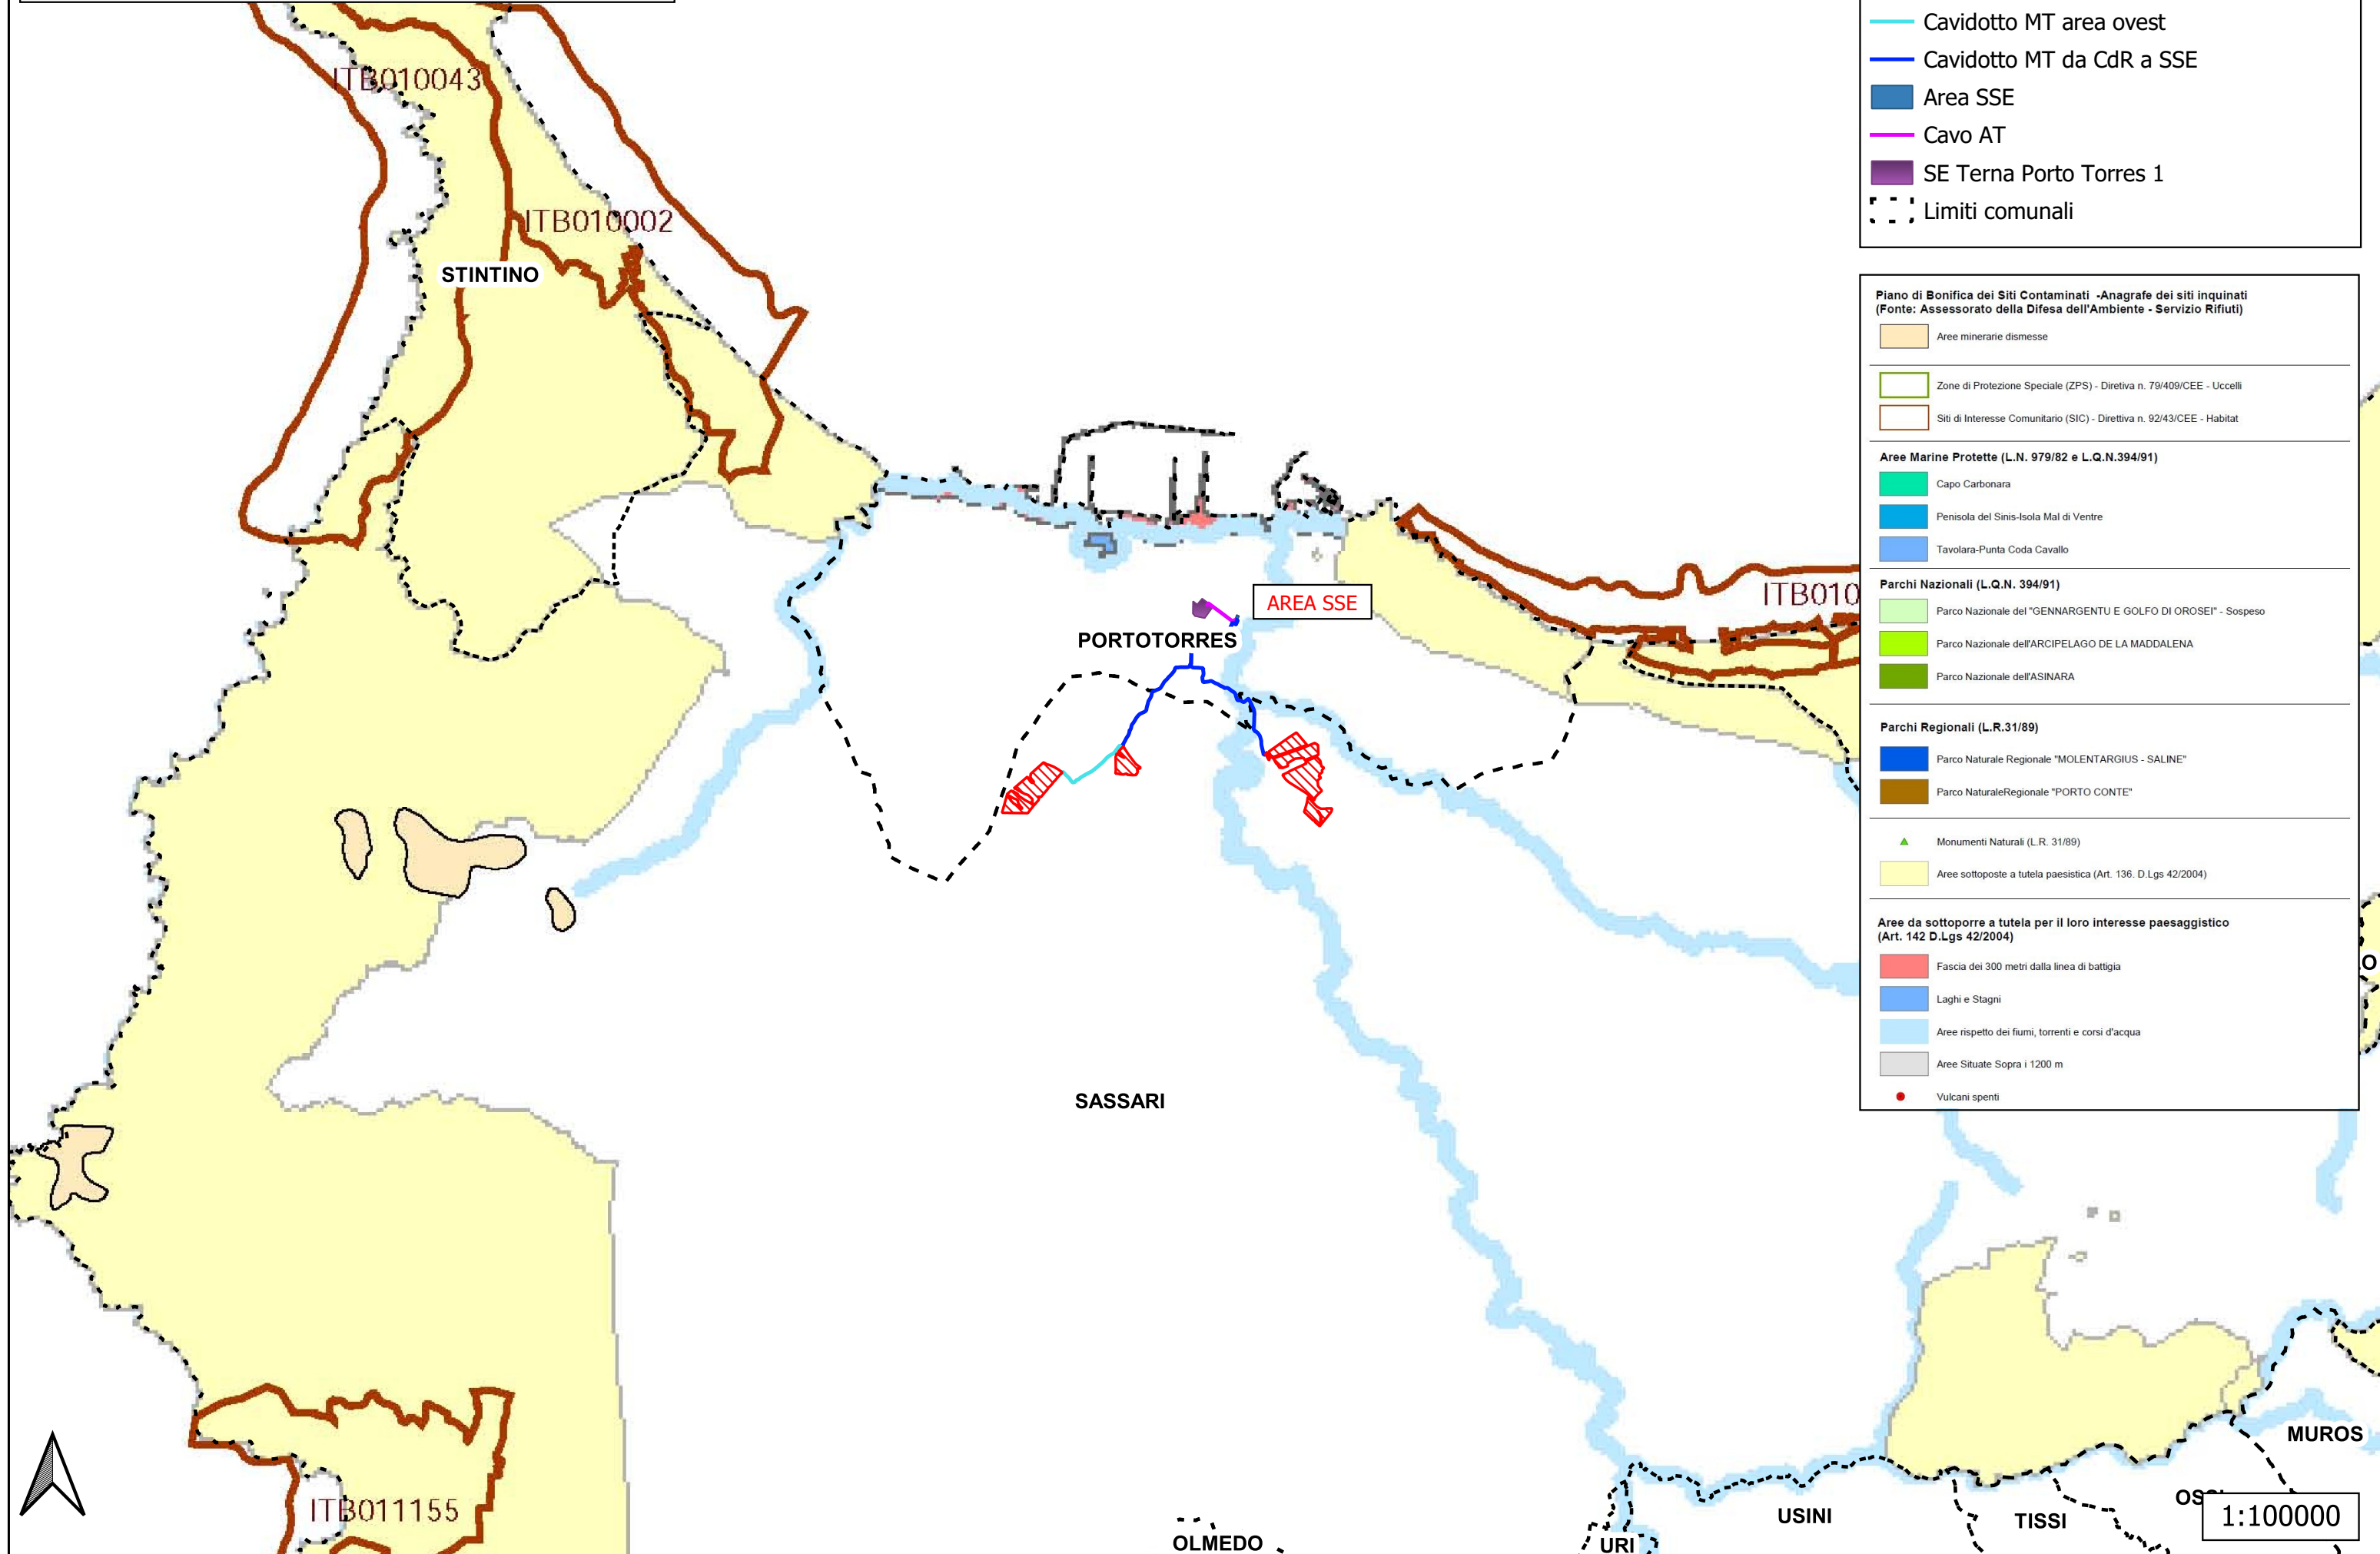 ITB010043
ITB010002
STINTINO
AREA SSE
PORTOTORRES
ITB010
SASSARI
ITB011155
OLMEDO
URI
USINI
TISSI
MUROS
1:100000
Cavidotto MT area ovest
Cavidotto MT da CdR a SSE
Area SSE
Cavo AT
SE Terna Porto Torres 1
Limiti comunali
Piano di Bonifica dei Siti Contaminati -Anagrafe dei siti inquinati
(Fonte: Assessorato della Difesa dell'Ambiente - Servizio Rifiuti)
Aree minerarie dismesse
Zone di Protezione Speciale (ZPS) - Diretiva n. 79/409/CEE - Uccelli
Siti di Interesse Comunitario (SIC) - Direttiva n. 92/43/CEE - Habitat
Aree Marine Protette (L.N. 979/82 e L.Q.N.394/91)
Capo Carbonara
Penisola del Sinis-Isola Mal di Ventre
Tavolara-Punta Coda Cavallo
Parchi Nazionali (L.Q.N. 394/91)
Parco Nazionale del "GENNARGENTU E GOLFO DI OROSEI" - Sospeso
Parco Nazionale dell'ARCIPELAGO DE LA MADDALENA
Parco Nazionale dell'ASINARA
Parchi Regionali (L.R.31/89)
Parco Naturale Regionale "MOLENTARGIUS - SALINE"
Parco NaturaleRegionale "PORTO CONTE"
Monumenti Naturali (L.R. 31/89)
Aree sottoposte a tutela paesistica (Art. 136. D.Lgs 42/2004)
Aree da sottoporre a tutela per il loro interesse paesaggistico
(Art. 142 D.Lgs 42/2004)
Fascia dei 300 metri dalla linea di battigia
Laghi e Stagni
Aree rispetto dei fiumi, torrenti e corsi d'acqua
Aree Situate Sopra i 1200 m
Vulcani spenti